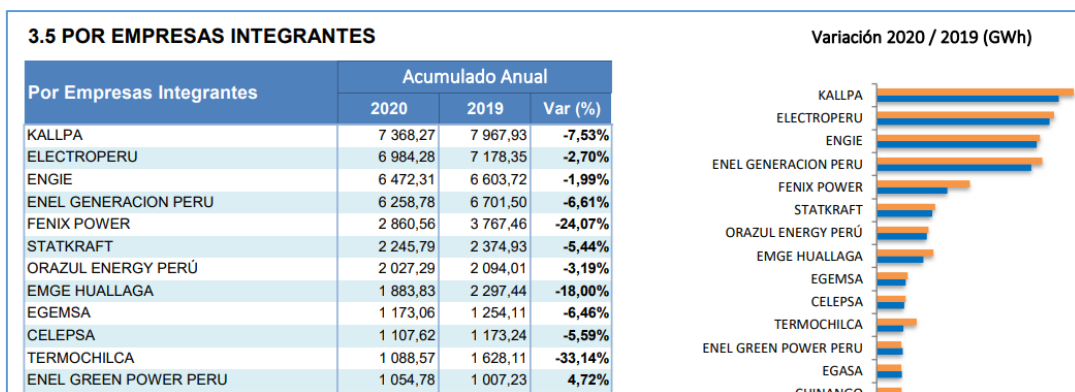 3.5 POR EMPRESAS INTEGRANTES
Por Empresas Integrantes Acumulado Anual
2020 2019 Var (%)
KALLPA 7 368,27 7 967,93 -7,53%
ELECTROPERU 6 984,28 7 178,35 -2,70%
ENGIE 6 472,31 6 603,72 -1,99%
ENEL GENERACION PERU 6 258,78 6 701,50 -6,61%
FENIX POWER 2 860,56 3 767,46 -24,07%
STATKRAFT 2 245,79 2 374,93 -5,44%
ORAZUL ENERGY PERÚ 2 027,29 2 094,01 -3,19%
EMGE HUALLAGA 1 883,83 2 297,44 -18,00%
EGEMSA 1 173,06 1 254,11 -6,46%
CELEPSA 1 107,62 1 173,24 -5,59%
TERMOCHILCA 1 088,57 1 628,11 -33,14%
ENEL GREEN POWER PERU 1 054,78 1 007,23 4,72%
Variación 2020 / 2019 (GWh)
KALLPA
ELECTROPERU
ENGIE
ENEL GENERACION PERU
FENIX POWER
STATKRAFT
ORAZUL ENERGY PERÚ
EMGE HUALLAGA
EGEMSA
CELEPSA
TERMOCHILCA
ENEL GREEN POWER PERU
EGASA
CHINANGO